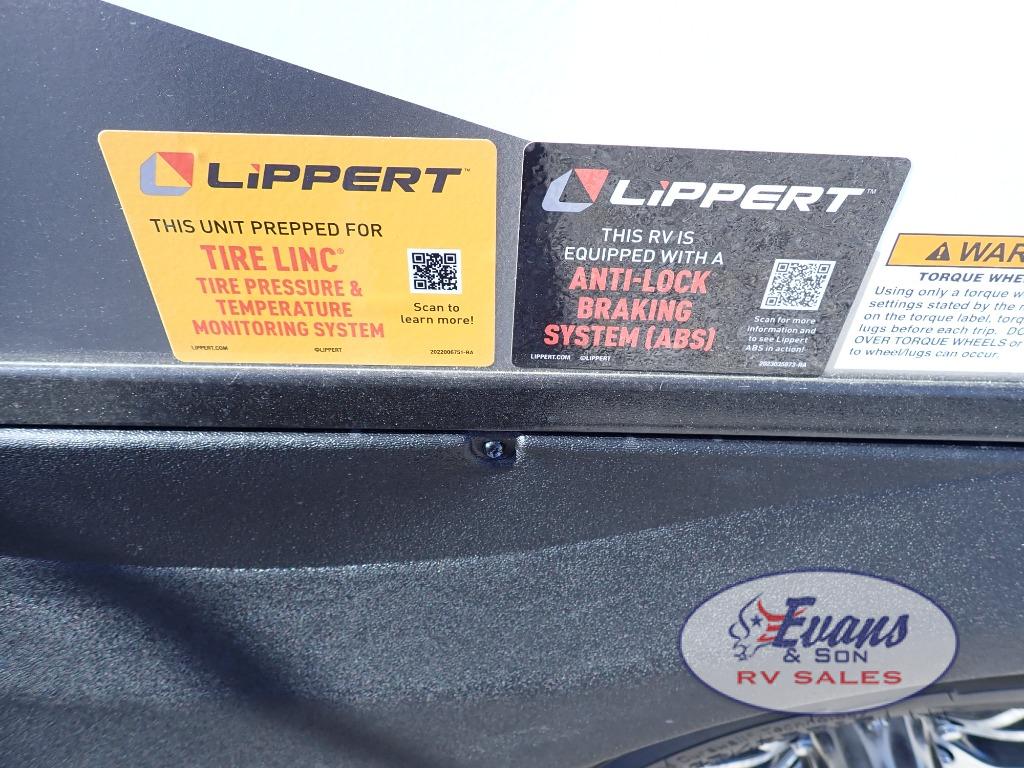 LiPPERT™
THIS UNIT PREPPED FOR
TIRE LINC®
TIRE PRESSURE &
TEMPERATURE
MONITORING SYSTEM
Scan to
learn more!
LIPPERT.COM ©LIPPERT 2022006751-RA
LiPPERT™
THIS RV IS
EQUIPPED WITH A
ANTI-LOCK
BRAKING
SYSTEM (ABS)
Scan for more
information and
to see Lippert
ABS in action!
LIPPERT.COM ©LIPPERT
TORQUE
Using only a torque
settings stated by the
on the torque label,
lugs before each trip.
OVER TORQUE WHEELS or
to wheel/lugs can occur.
Evans
& SON
RV SALES